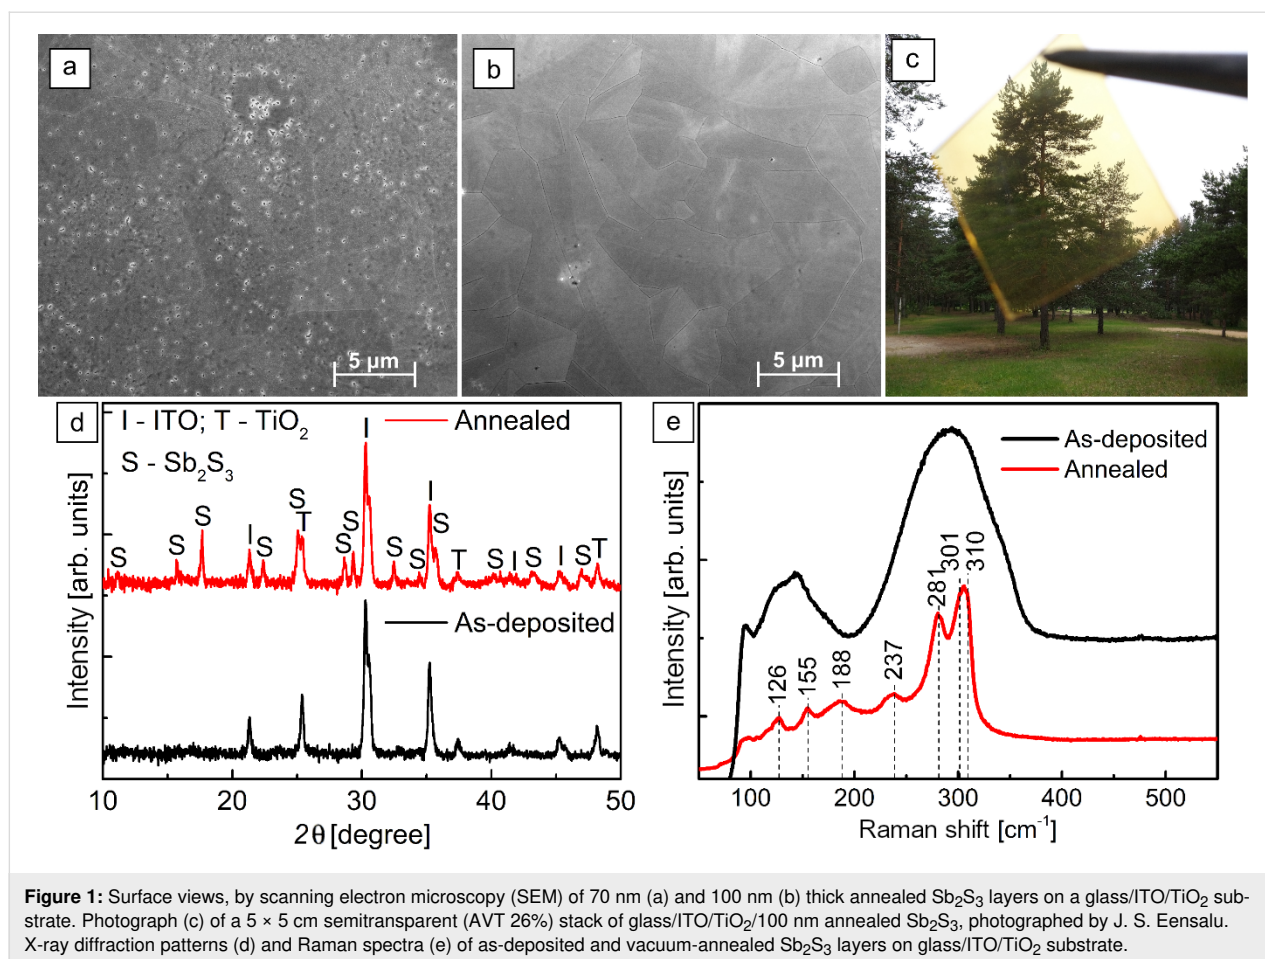 a
b
c
5 µm
5 µm
d
I - ITO; T - TiO2
S - Sb2S3
Annealed
I
S
S
S
I
S
S
T
S
S
S
I
S
S
T
S
I
S
I
S
T
As-deposited
Intensity [arb. units]
10
20
30
40
50
2θ [degree]
e
As-deposited
Annealed
Intensity [arb. units]
126
155
188
237
281
301
310
100
200
300
400
500
Raman shift [cm-1]
Figure 1: Surface views, by scanning electron microscopy (SEM) of 70 nm (a) and 100 nm (b) thick annealed Sb2S3 layers on a glass/ITO/TiO2 sub-
strate. Photograph (c) of a 5 × 5 cm semitransparent (AVT 26%) stack of glass/ITO/TiO2/100 nm annealed Sb2S3, photographed by J. S. Eensalu.
X-ray diffraction patterns (d) and Raman spectra (e) of as-deposited and vacuum-annealed Sb2S3 layers on glass/ITO/TiO2 substrate.